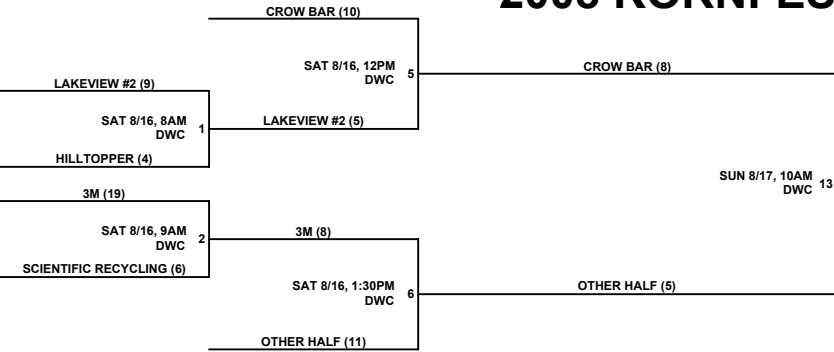 CROW BAR (10)
SAT 8/16, 12PM
DWC
5
CROW BAR (8)
LAKEVIEW #2 (9)
SAT 8/16, 8AM
DWC
1
LAKEVIEW #2 (5)
HILLTOPPER (4)
3M (19)
SUN 8/17, 10AM
DWC
13
SAT 8/16, 9AM
DWC
2
3M (8)
SCIENTIFIC RECYCLING (6)
SAT 8/16, 1:30PM
DWC
6
OTHER HALF (5)
OTHER HALF (11)